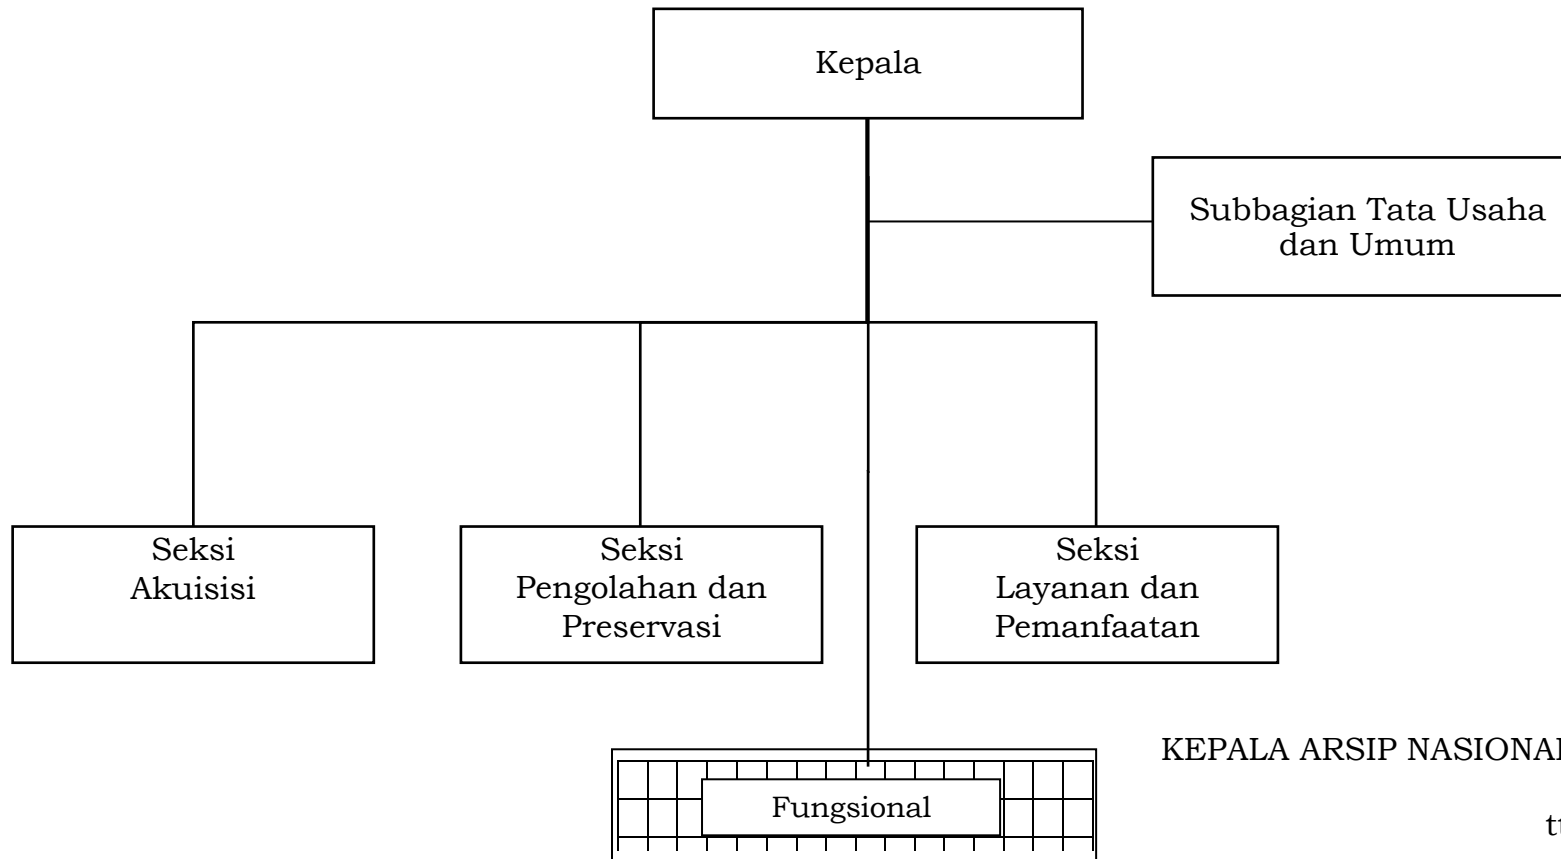 Kepala
Subbagian Tata Usaha
dan Umum
Seksi
Akuisisi
Seksi
Pengolahan dan
Preservasi
Seksi
Layanan dan
Pemanfaatan
KEPALA ARSIP NASIONAL
Fungsional